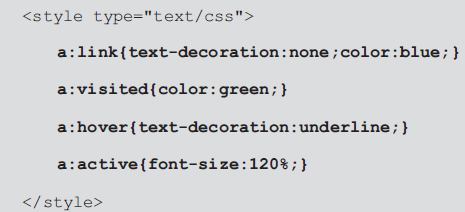 <style type="text/css">
a:link{text-decoration:none;color:blue;}
a:visited{color:green;}
a:hover{text-decoration:underline;}
a:active{font-size:120%;}
</style>